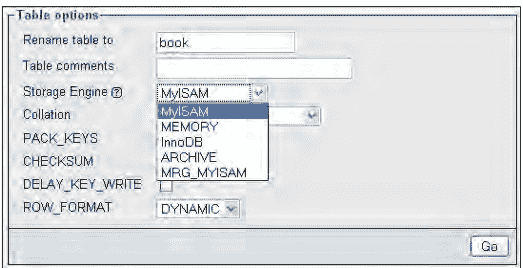 Table options
Rename table to book
Table comments
Storage Engine MyISAM
MyISAM
Collation
MEMORY
InnoDB
PACK_KEYS
ARCHIVE
CHECKSUM
MRG_MYISAM
DELAY_KEY_WRITE
ROW_FORMAT DYNAMIC
Go